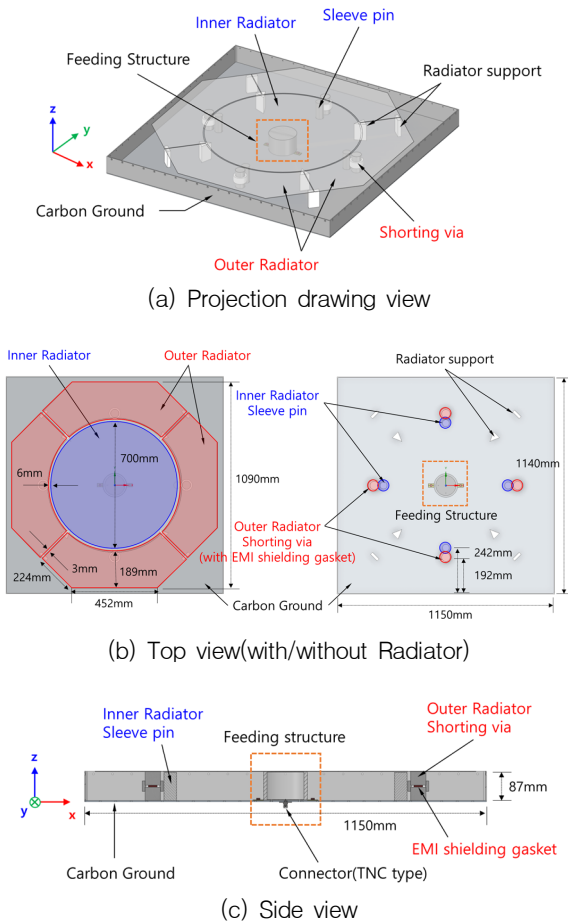 Inner Radiator
Sleeve pin
Feeding Structure
Radiator support
z
y
x
Carbon Ground
Shorting via
Outer Radiator
(a) Projection drawing view
Inner Radiator
Outer Radiator
700mm
6mm
1090mm
3mm
189mm
224mm
452mm
Carbon Ground
Radiator support
Inner Radiator
Sleeve pin
1140mm
Feeding Structure
Outer Radiator
Shorting via
(with EMI shielding gasket)
242mm
192mm
1150mm
(b) Top view(with/without Radiator)
Inner Radiator
Sleeve pin
Feeding structure
Outer Radiator
Shorting via
z
y
x
87mm
1150mm
EMI shielding gasket
Carbon Ground
Connector(TNC type)
(c) Side view